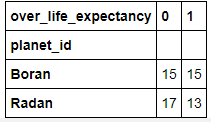 over_life_expectancy 0 1
planet_id
Boran 15 15
Radan 17 13